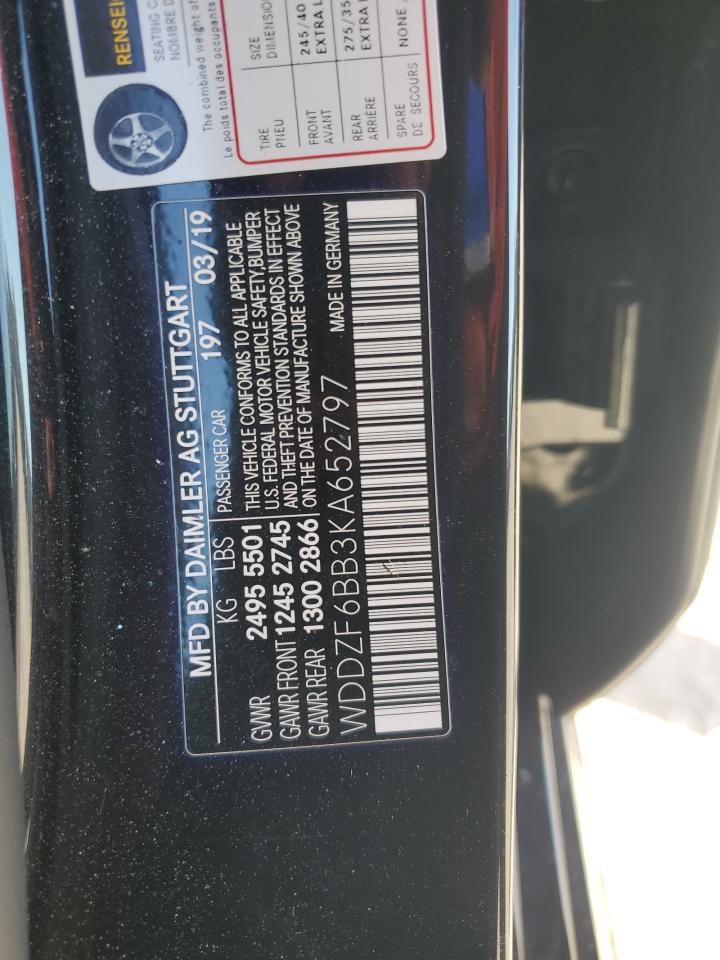 MFD BY DAIMLER AG STUTTGART
197 03/19
KG LBS PASSENGER CAR
GVWR 2495 5501
GAWR FRONT 1245 2745
GAWR REAR 1300 2866
THIS VEHICLE CONFORMS TO ALL APPLICABLE
U.S. FEDERAL MOTOR VEHICLE SAFETY,BUMPER
AND THEFT PREVENTION STANDARDS IN EFFECT
ON THE DATE OF MANUFACTURE SHOWN ABOVE
WDDZF6BB3KA652797 MADE IN GERMANY
SEATING
NOMBRE
The combined weight of
Le poids total des occupants
TIRE SIZE
PNEU DIMENSION
FRONT 245/40
AVANT EXTRA
REAR 275/35
ARRIÈRE EXTRA
SPARE NONE
DE SECOURS